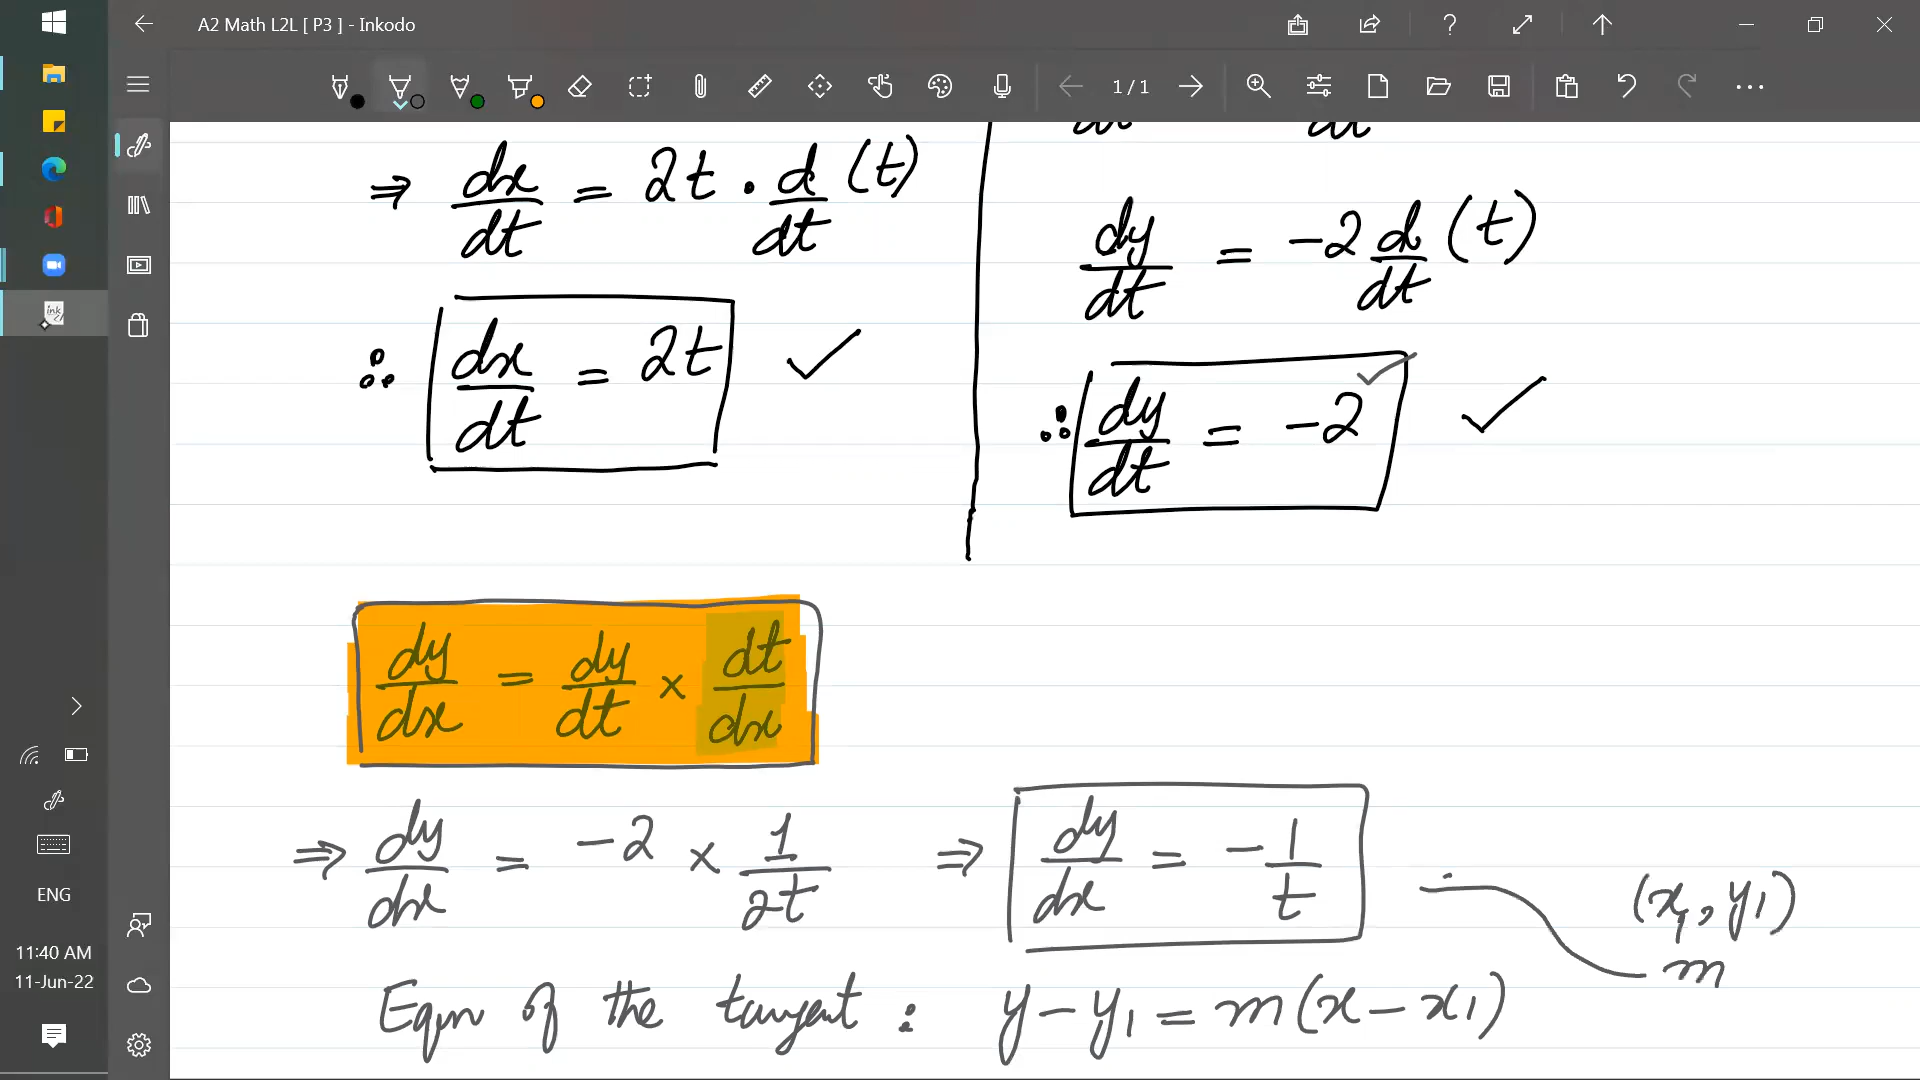 A2 Math L2L [ P3 ] - Inkodo
1 / 1
⇒ dx/dt = 2t · d/dt (t)
∴ dx/dt = 2t ✓
dy/dt = -2 d/dt (t)
∴ dy/dt = -2 ✓
dy/dx = dy/dt × dt/dx
⇒ dy/dx = -2 × 1/2t ⇒ dy/dx = -1/t
(x1, y1)
m
Eqn of the tangent : y - y1 = m(x - x1)
ink
ENG
11:40 AM
11-Jun-22